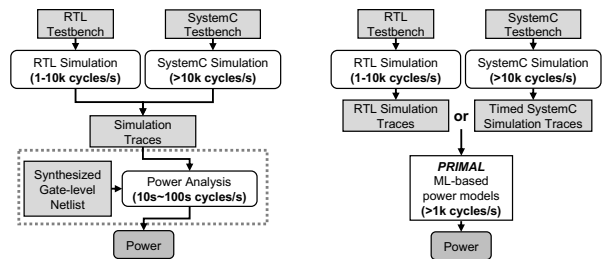 RTL
Testbench
SystemC
Testbench
RTL Simulation
(1-10k cycles/s)
SystemC Simulation
(>10k cycles/s)
Simulation
Traces
Synthesized
Gate-level
Netlist
Power Analysis
(10s~100s cycles/s)
Power
RTL
Testbench
SystemC
Testbench
RTL Simulation
(1-10k cycles/s)
SystemC Simulation
(>10k cycles/s)
RTL Simulation
Traces
or
Timed SystemC
Simulation Traces
PRIMAL
ML-based
power models
(>1k cycles/s)
Power